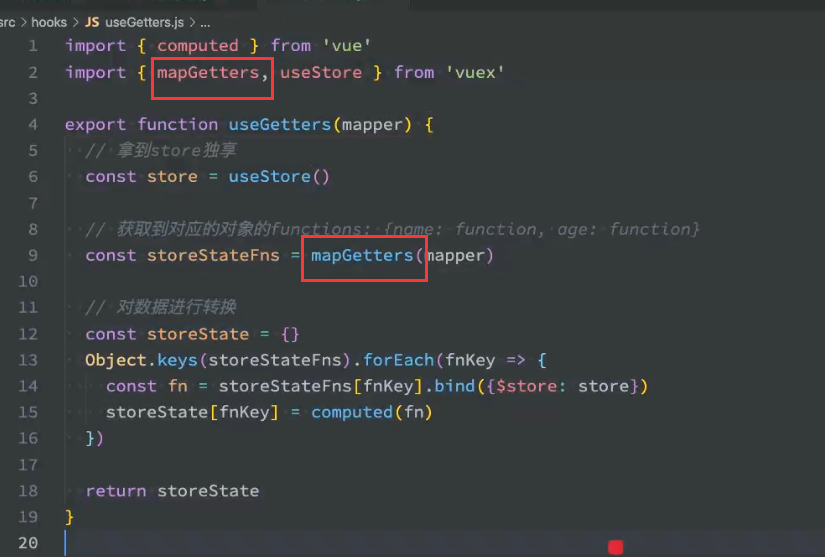 src > hooks > JS useGetters.js > ...
1 import { computed } from 'vue'
2 import { mapGetters, useStore } from 'vuex'
3
4 export function useGetters(mapper) {
5 // 拿到store独享
6 const store = useStore()
7
8 // 获取到对应的对象的functions: {name: function, age: function}
9 const storeStateFns = mapGetters(mapper)
10
11 // 对数据进行转换
12 const storeState = {}
13 Object.keys(storeStateFns).forEach(fnKey => {
14 const fn = storeStateFns[fnKey].bind({$store: store})
15 storeState[fnKey] = computed(fn)
16 })
17
18 return storeState
19 }
20